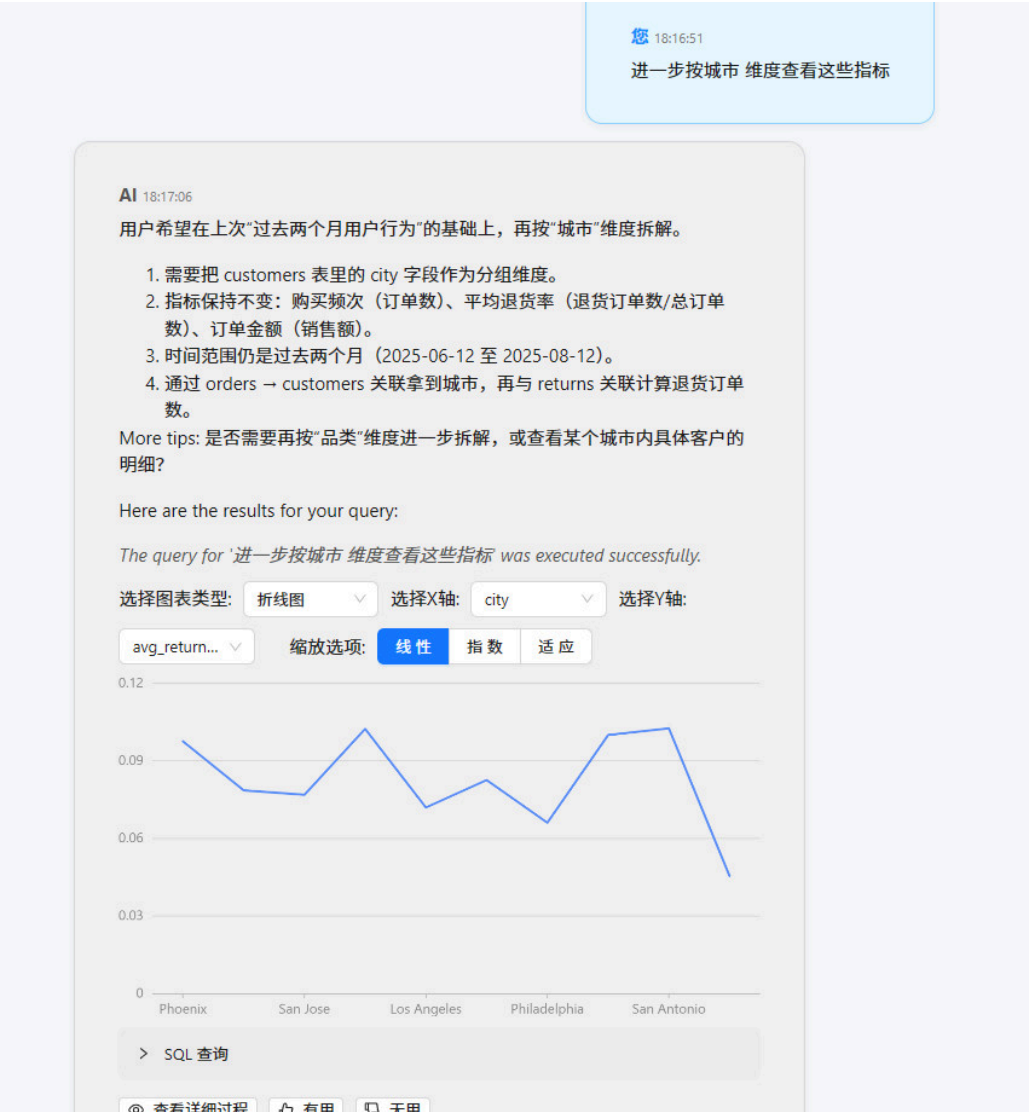 您 18:16:51
进一步按城市 维度查看这些指标
AI 18:17:06
用户希望在上次“过去两个月用户行为”的基础上，再按“城市”维度拆解。
1. 需要把 customers 表里的 city 字段作为分组维度。
2. 指标保持不变：购买频次（订单数）、平均退货率（退货订单数/总订单
数）、订单金额（销售额）。
3. 时间范围仍是过去两个月（2025-06-12 至 2025-08-12）。
4. 通过 orders → customers 关联拿到城市，再与 returns 关联计算退货订单
数。
More tips: 是否需要再按“品类”维度进一步拆解，或查看某个城市内具体客户的
明细？
Here are the results for your query:
The query for '进一步按城市 维度查看这些指标' was executed successfully.
选择图表类型: 折线图 选择X轴: city 选择Y轴:
avg_return... 缩放选项: 线性 指数 适应
0.12
0.09
0.06
0.03
0
Phoenix San Jose Los Angeles Philadelphia San Antonio
SQL 查询
查看详细过程 有用 无用